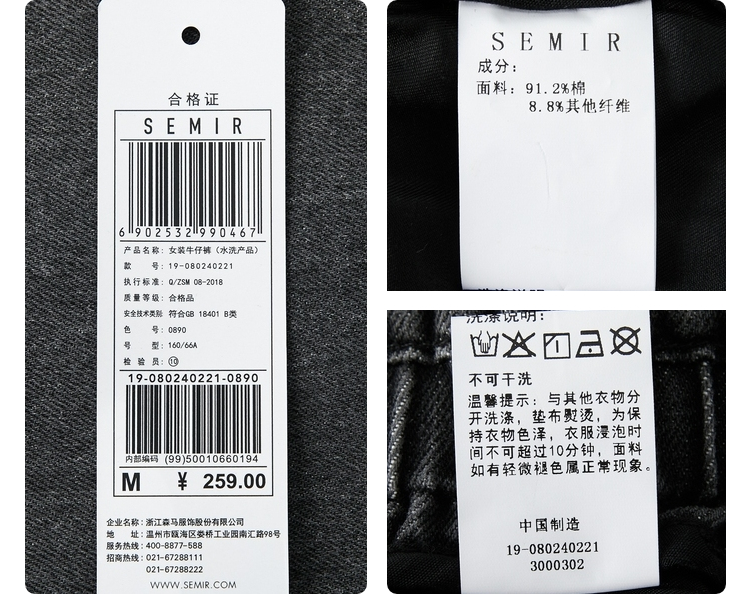 合格证
SEMIR
6 902532 990467
产品名称: 女装牛仔裤 (水洗产品)
款 号: 19-080240221
执行标准: Q/ZSM 08-2018
质量等级: 合格品
安全技术类别: 符合GB 18401 B类
色 号: 0890
号 型: 160/66A
检 验 员: ⑩
19-080240221-0890
内部编码 (99)50010660194
M ¥ 259.00
企业名称: 浙江森马服饰股份有限公司
地 址: 温州市瓯海区娄桥工业园南汇路98号
服务热线: 400-8877-588
招商热线: 021-67288111
021-67288222
WWW.SEMIR.COM
SEMIR
成分:
面料: 91.2%棉
8.8%其他纤维
洗涤说明:
不可干洗
温馨提示: 与其他衣物分
开洗涤, 垫布熨烫, 为保
持衣物色泽, 衣服浸泡时
间不可超过10分钟, 面料
如有轻微褪色属正常现象。
中国制造
19-080240221
3000302